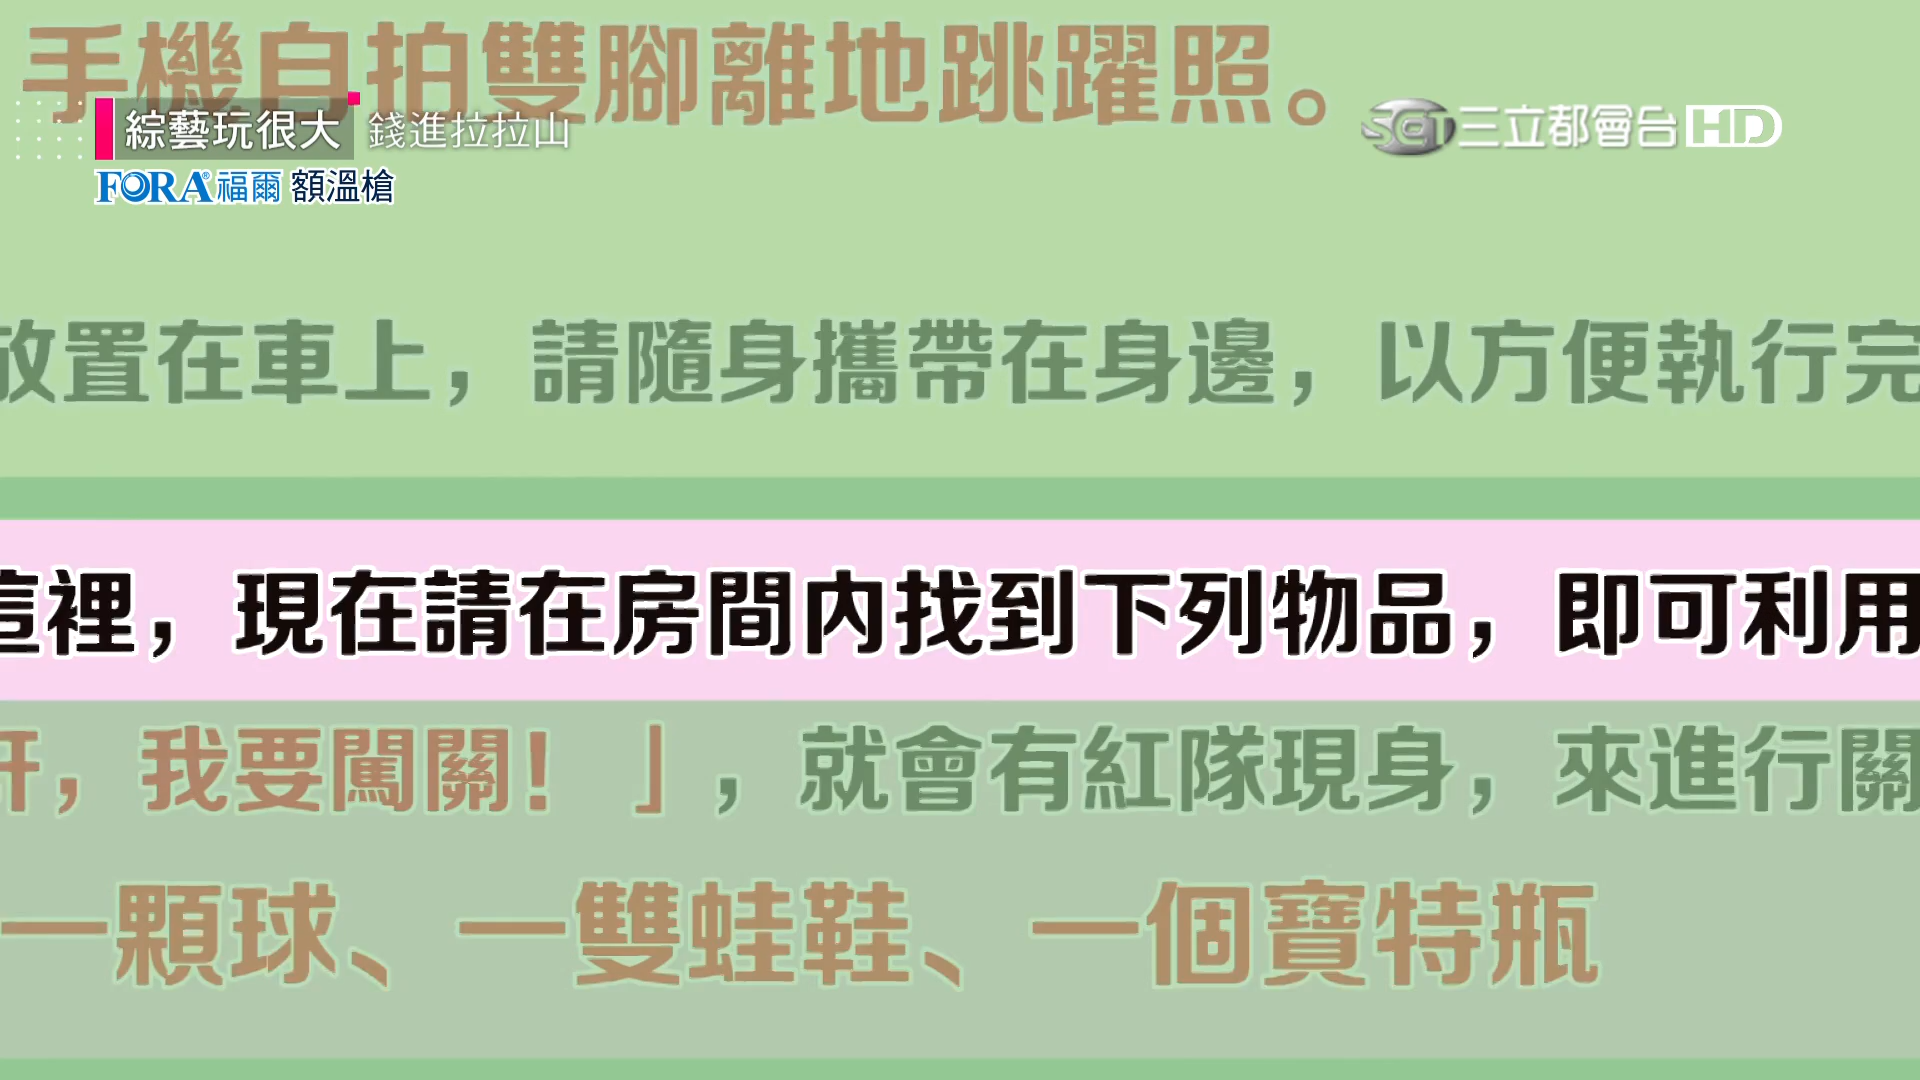 手機自拍雙腳離地跳躍照。
綜藝玩很大 錢進拉拉山
SET三立都會台HD
FORA®福爾 額溫槍
放置在車上，請隨身攜帶在身邊，以方便執行完
這裡，現在請在房間內找到下列物品，即可利用
，我要闖關！」，就會有紅隊現身，來進行關
一顆球、一雙蛙鞋、一個寶特瓶